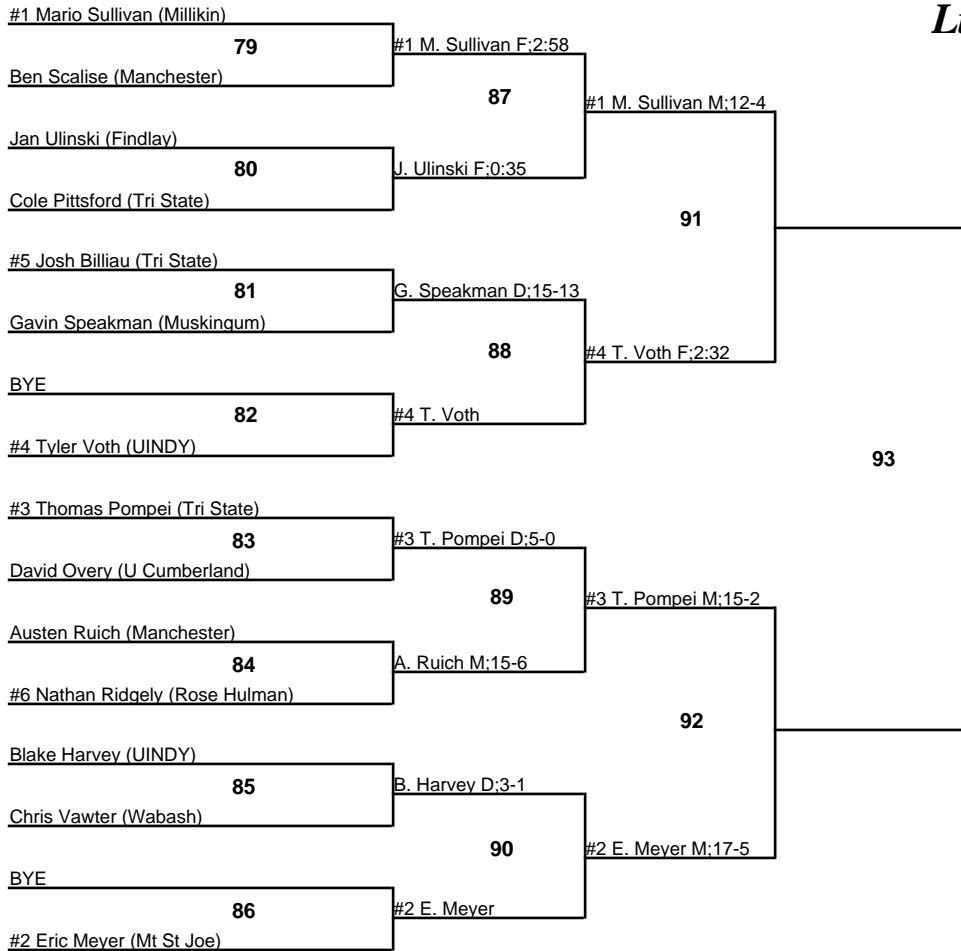 #1 Mario Sullivan (Millikin)
Lu
79
#1 M. Sullivan F;2:58
Ben Scalise (Manchester)
87
#1 M. Sullivan M;12-4
Jan Ulinski (Findlay)
80
J. Ulinski F;0:35
Cole Pittsford (Tri State)
91
#5 Josh Billiau (Tri State)
81
G. Speakman D;15-13
Gavin Speakman (Muskingum)
88
#4 T. Voth F;2:32
BYE
82
#4 T. Voth
#4 Tyler Voth (UINDY)
93
#3 Thomas Pompei (Tri State)
83
#3 T. Pompei D;5-0
David Overy (U Cumberland)
89
#3 T. Pompei M;15-2
Austen Ruich (Manchester)
84
A. Ruich M;15-6
#6 Nathan Ridgely (Rose Hulman)
92
Blake Harvey (UINDY)
85
B. Harvey D;3-1
Chris Vawter (Wabash)
90
#2 E. Meyer M;17-5
BYE
86
#2 E. Meyer
#2 Eric Meyer (Mt St Joe)